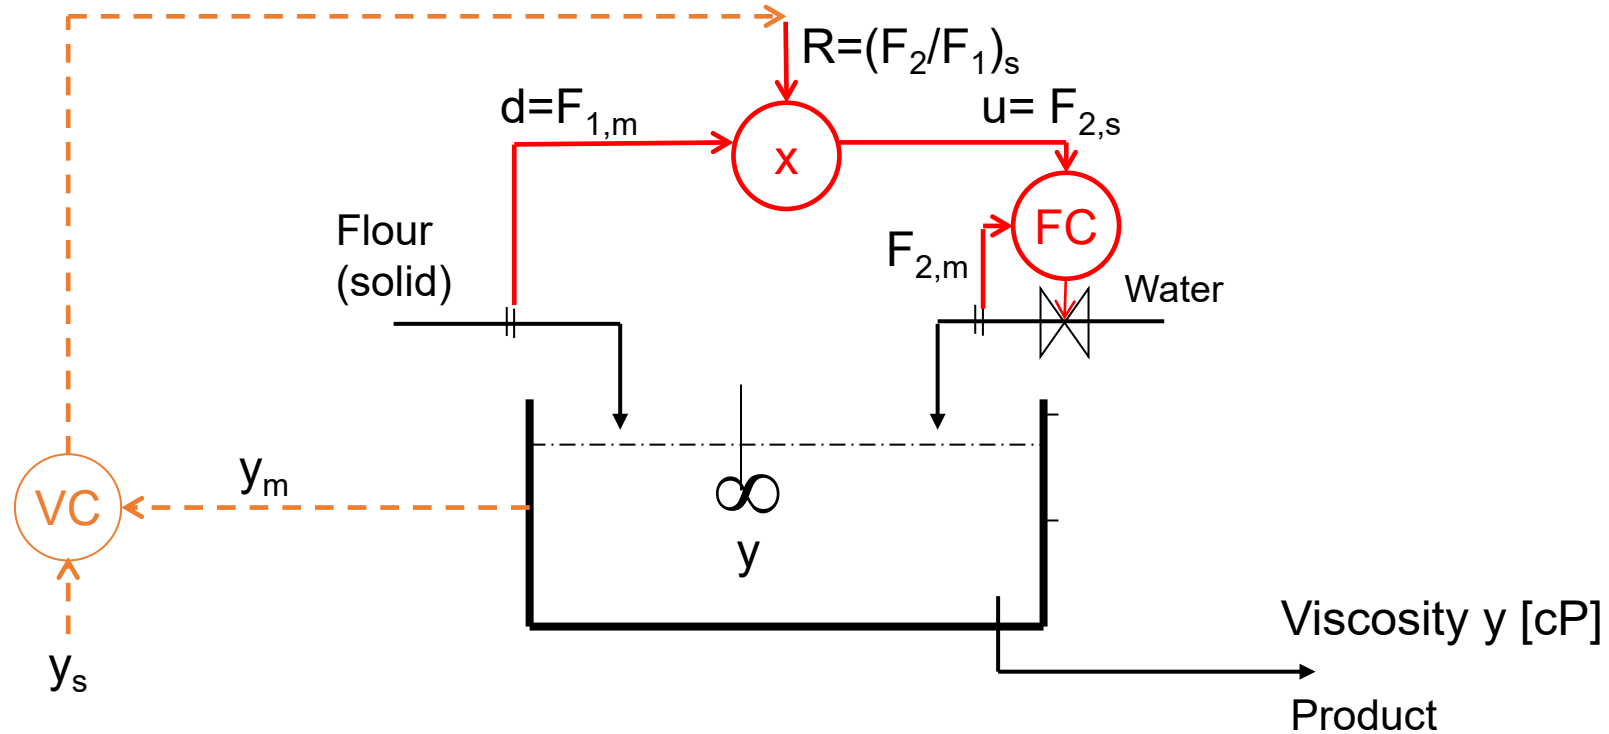 R=(F2/F1)s
d=F1,m
u= F2,s
x
Flour
(solid)
F2,m
FC
Water
ym
VC
y
ys
Viscosity y [cP]
Product